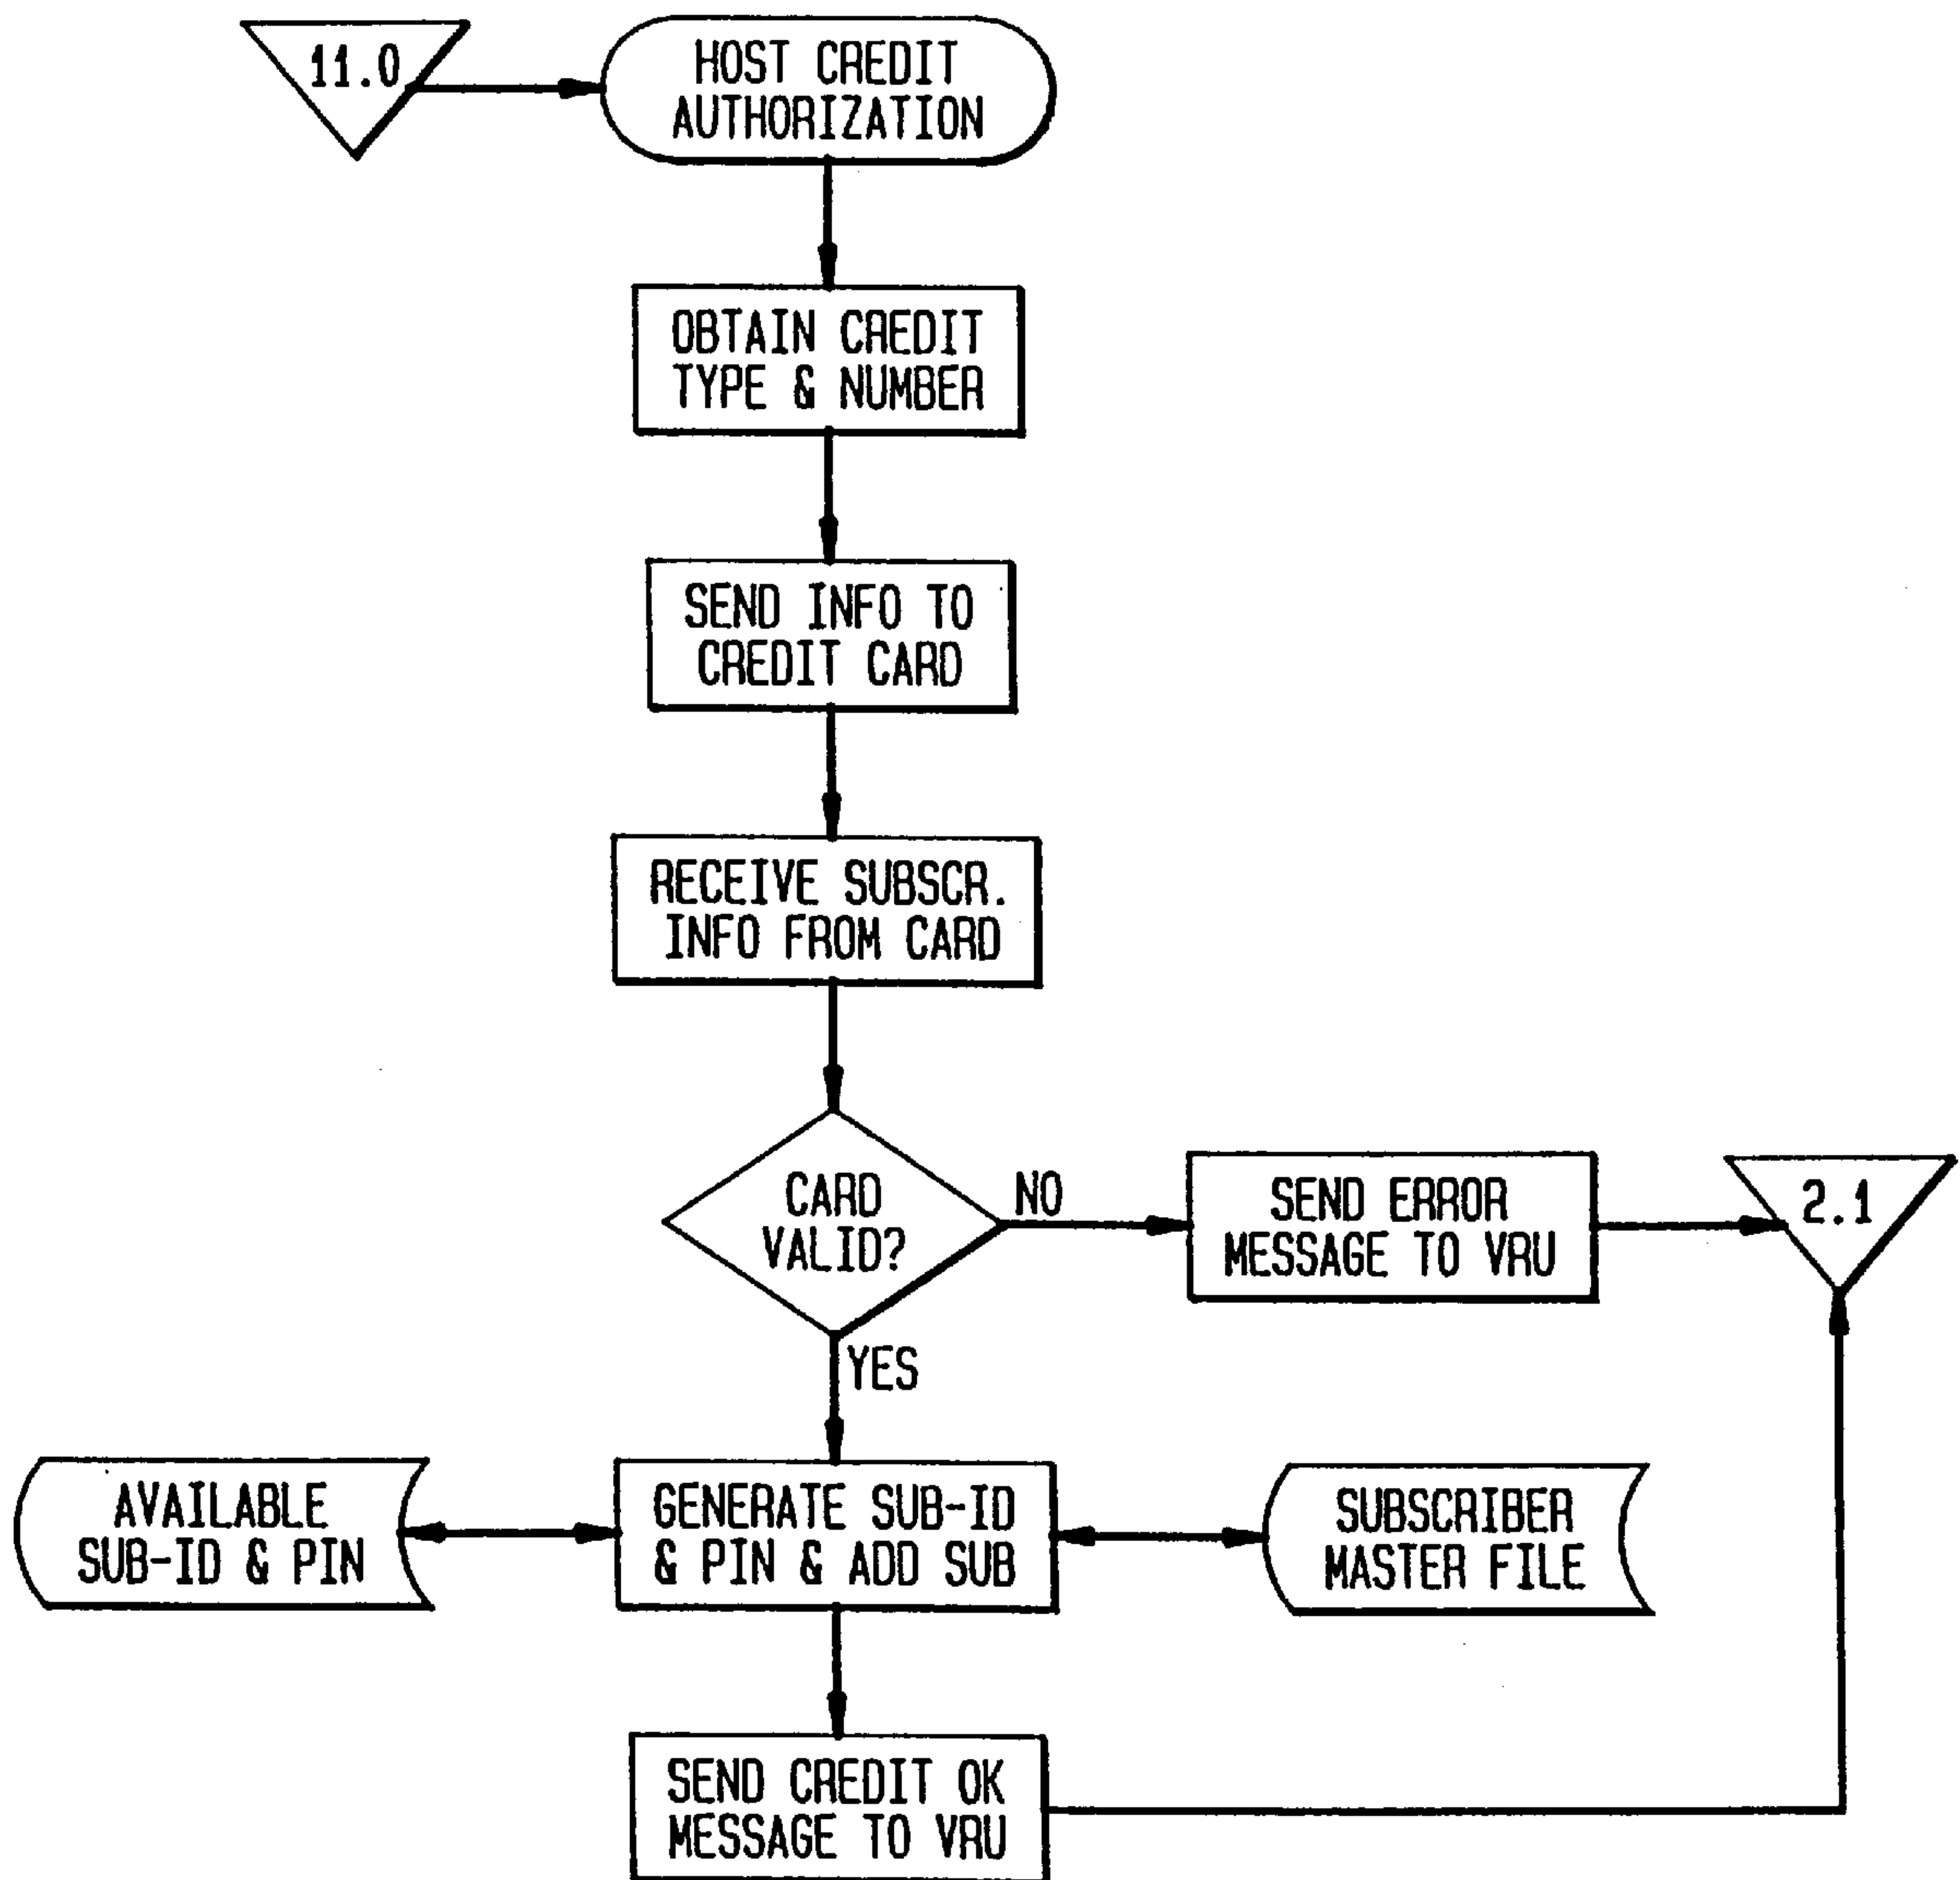 11.0
HOST CREDIT
AUTHORIZATION
OBTAIN CREDIT
TYPE & NUMBER
SEND INFO TO
CREDIT CARD
RECEIVE SUBSCR.
INFO FROM CARD
CARD
VALID?
NO
SEND ERROR
MESSAGE TO VRU
2.1
YES
AVAILABLE
SUB-ID & PIN
GENERATE SUB-ID
& PIN & ADD SUB
SUBSCRIBER
MASTER FILE
SEND CREDIT OK
MESSAGE TO VRU